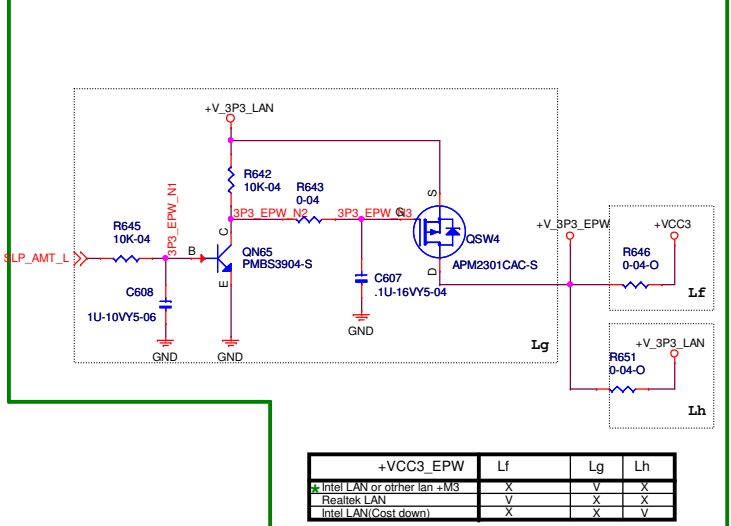 +V_3P3_LAN
R642
10K-04
R643
0-04
3P3_EPW_N1
3P3_EPW_N2
3P3_EPW_N3
G
S
D
QSW4
APM2301CAC-S
R645
10K-04
SLP_AMT_L
B
C
E
QN65
PMBS3904-S
C608
1U-10VY5-06
C607
.1U-16VY5-04
GND
GND
GND
Lg
+V_3P3_EPW
+VCC3
R646
0-04-O
Lf
+V_3P3_LAN
R651
0-04-O
Lh
+VCC3_EPW Lf Lg Lh
*Intel LAN or otrher lan +M3 X V X
Realtek LAN V X X
Intel LAN(Cost down) X X V